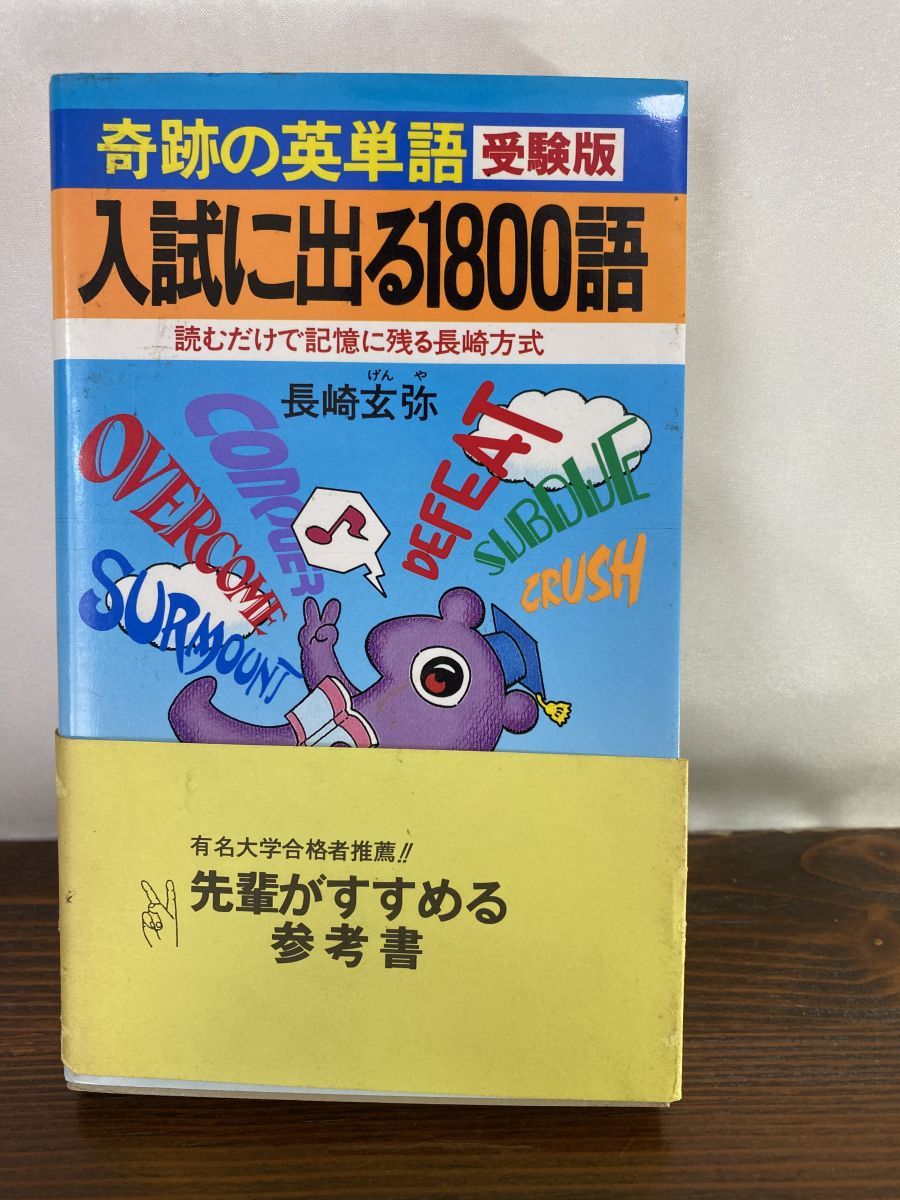 奇跡の英単語 受験版
入試に出る1800語
読むだけで記憶に残る長崎方式
げん や
長崎玄弥
OVERCOME
CONQUER
DEFEAT
SUBDUE
CRUSH
SURMOUNT
有名大学合格者推薦!!
先輩がすすめる
参考書